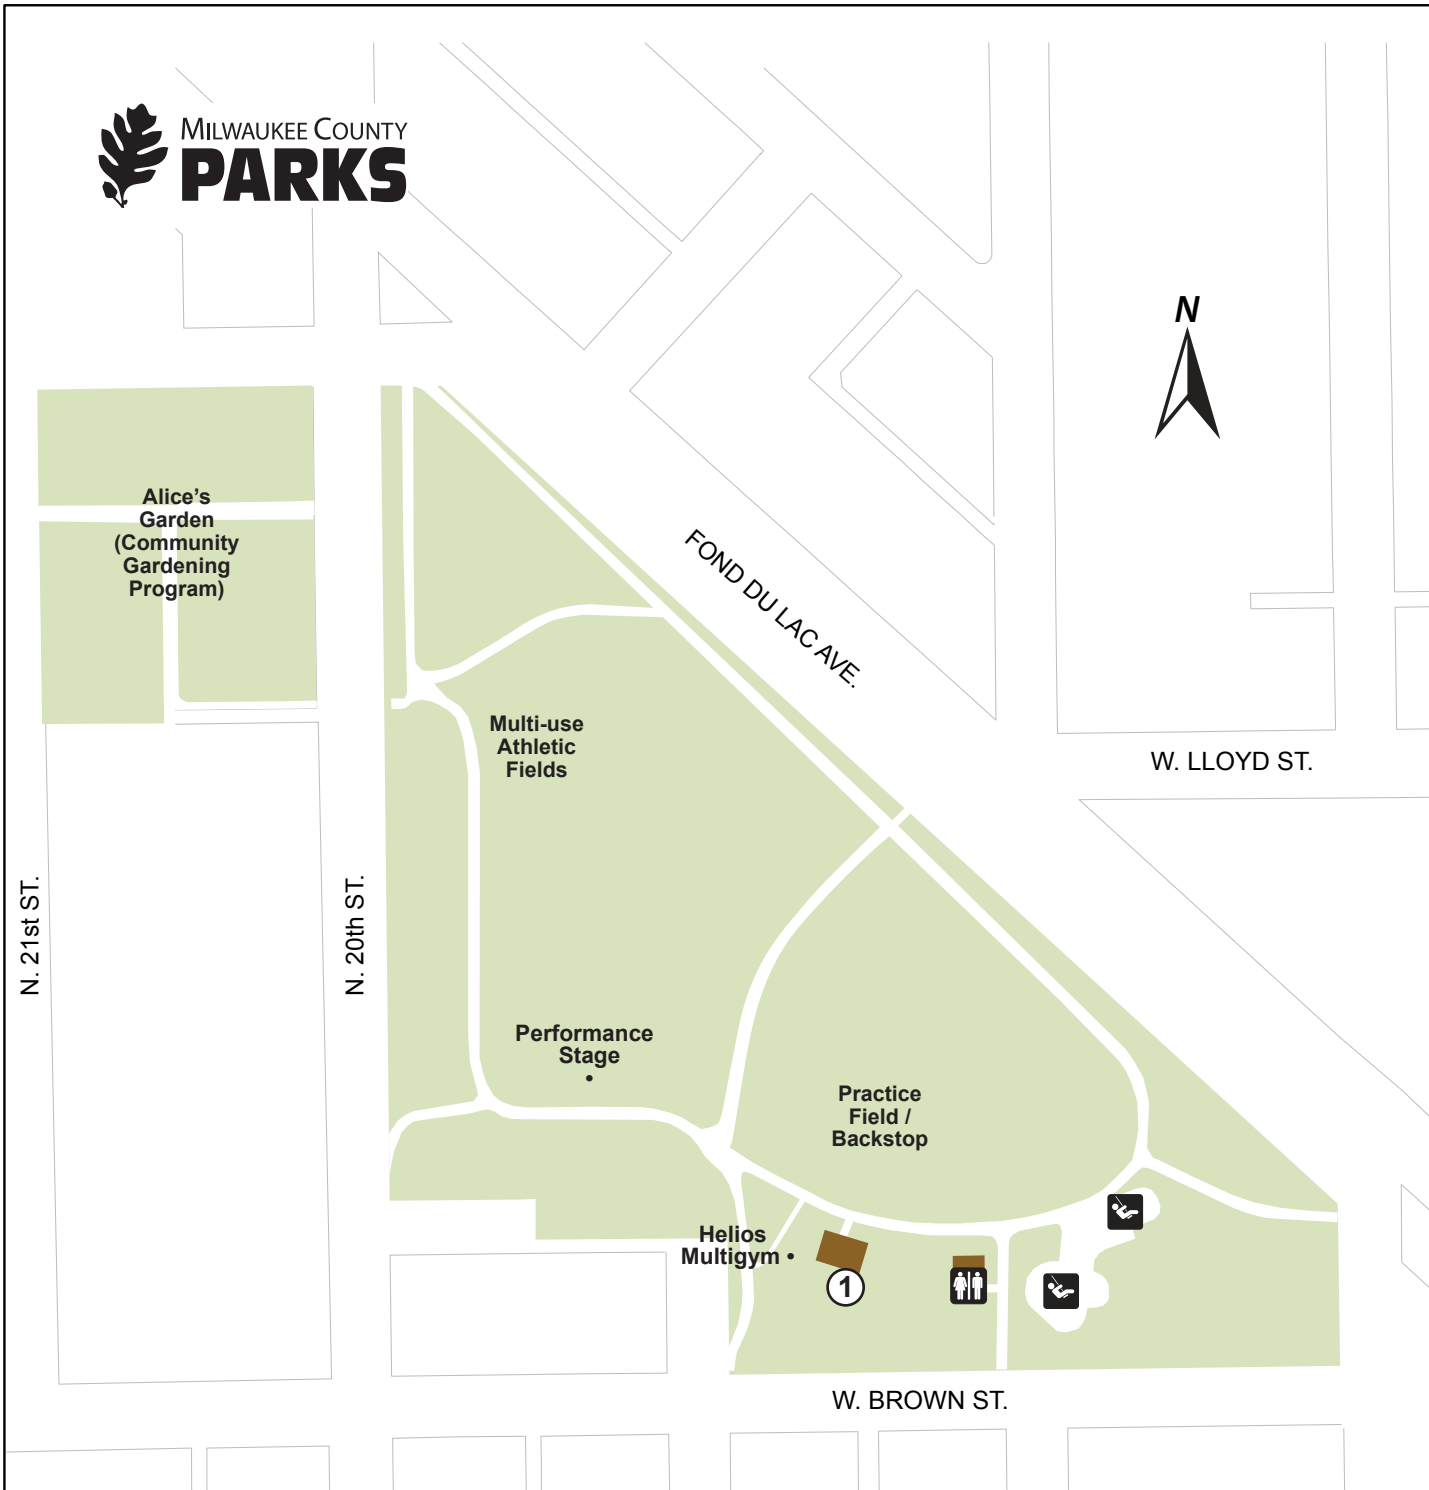 MILWAUKEE COUNTY
PARKS
N
Alice's
Garden
(Community
Gardening
Program)
FOND DU LAC AVE.
Multi-use
Athletic
Fields
W. LLOYD ST.
N. 21st ST.
N. 20th ST.
Performance
Stage
Practice
Field /
Backstop
Helios
Multigym
1
W. BROWN ST.